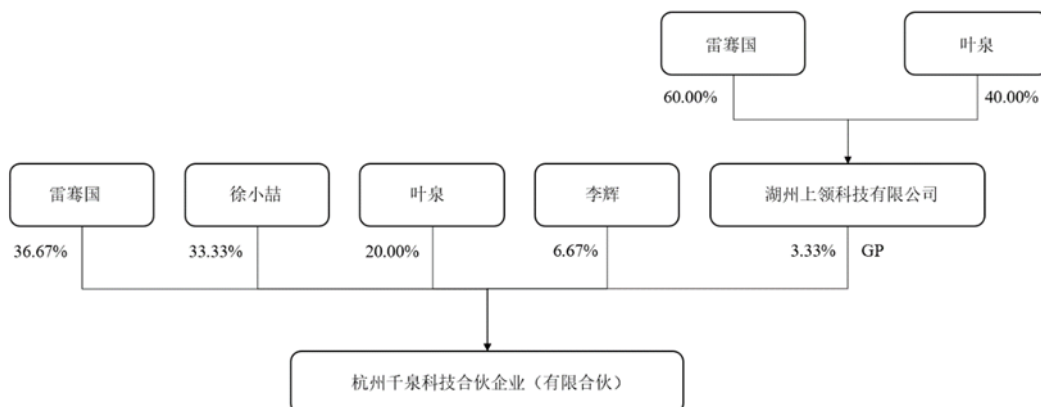 雷骞国
叶泉
60.00%
40.00%
雷骞国
徐小喆
叶泉
李辉
湖州上领科技有限公司
36.67%
33.33%
20.00%
6.67%
3.33%
GP
杭州千泉科技合伙企业（有限合伙）